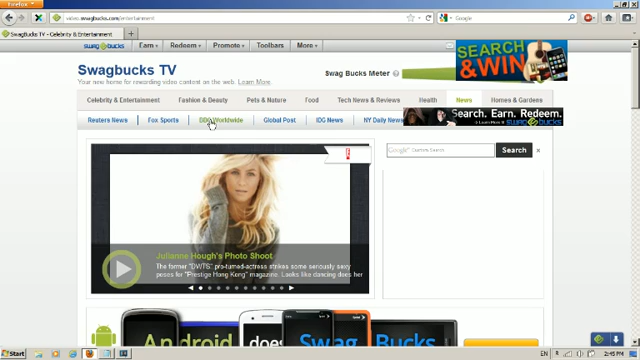 Firefox
video.swagbucks.com/entertainment
Google
SwagBucks TV - Celebrity & Entertainment
swagbucks Earn Redeem Promote Toolbars More
SEARCH & WIN
Swagbucks TV
Your new home for rewarding video content on the web. Learn More.
Swag Bucks Meter
Celebrity & Entertainment Fashion & Beauty Pets & Nature Food Tech News & Reviews Health News Homes & Gardens
Reuters News Fox Sports BBC Worldwide Global Post IDG News NY Daily News
Search. Earn. Redeem.
SWAGBUCKS
Google Custom Search Search x
Julianne Hough's Photo Shoot
The former "DWTS" pro-turned-actress strikes some seriously sexy
poses for "Prestige Hong Kong" magazine. Looks like dancing does her
Android does Swag Bucks
Start
EN
2:45 PM